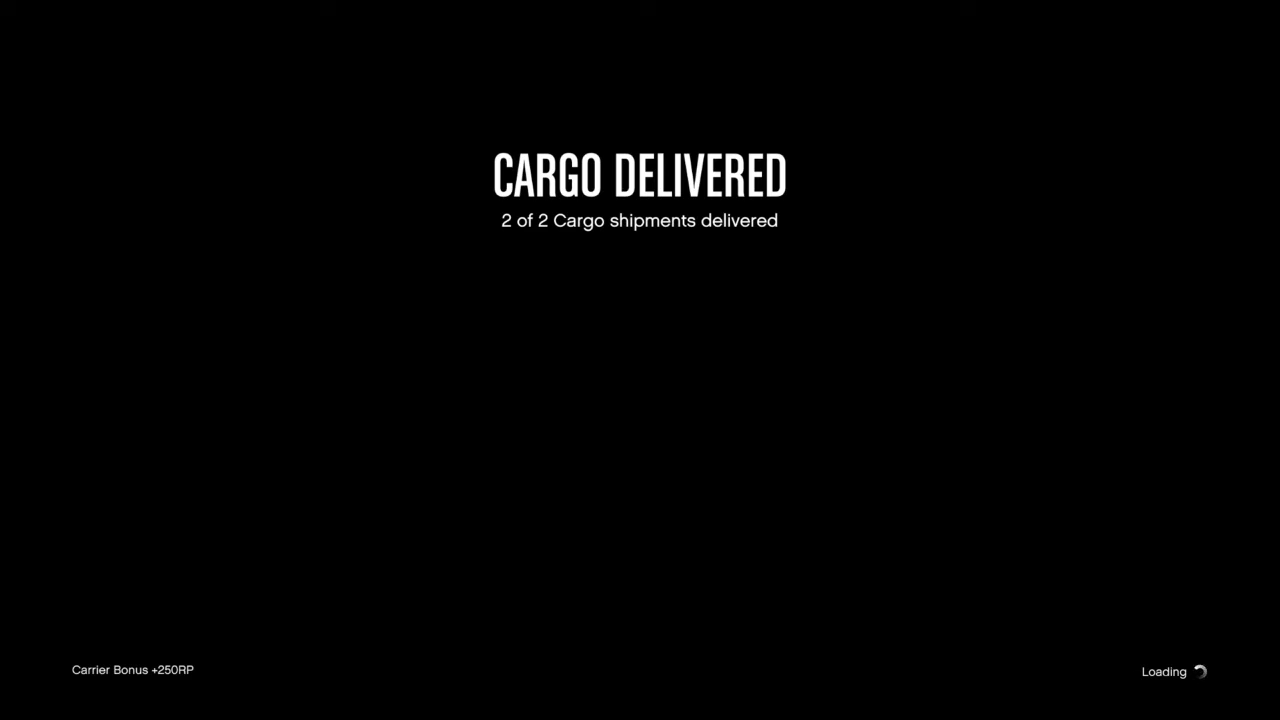 CARGO DELIVERED
2 of 2 Cargo shipments delivered
Carrier Bonus +250RP
Loading